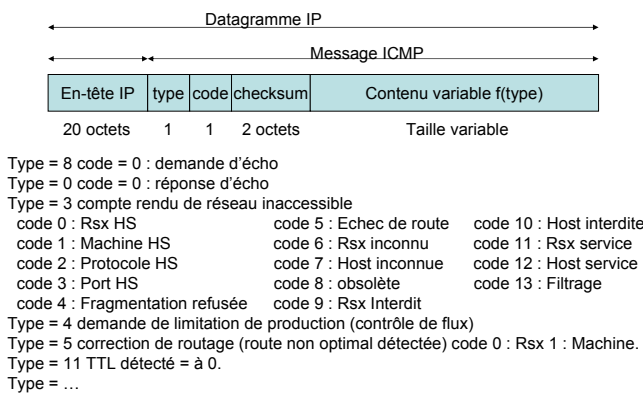 Datagramme IP
Message ICMP
En-tête IP type code checksum Contenu variable f(type)
20 octets 1 1 2 octets Taille variable
Type = 8 code = 0 : demande d’écho
Type = 0 code = 0 : réponse d’écho
Type = 3 compte rendu de réseau inaccessible
code 0 : Rsx HS code 5 : Echec de route code 10 : Host interdite
code 1 : Machine HS code 6 : Rsx inconnu code 11 : Rsx service
code 2 : Protocole HS code 7 : Host inconnue code 12 : Host service
code 3 : Port HS code 8 : obsolète code 13 : Filtrage
code 4 : Fragmentation refusée code 9 : Rsx Interdit
Type = 4 demande de limitation de production (contrôle de flux)
Type = 5 correction de routage (route non optimal détectée) code 0 : Rsx 1 : Machine.
Type = 11 TTL détecté = à 0.
Type = …